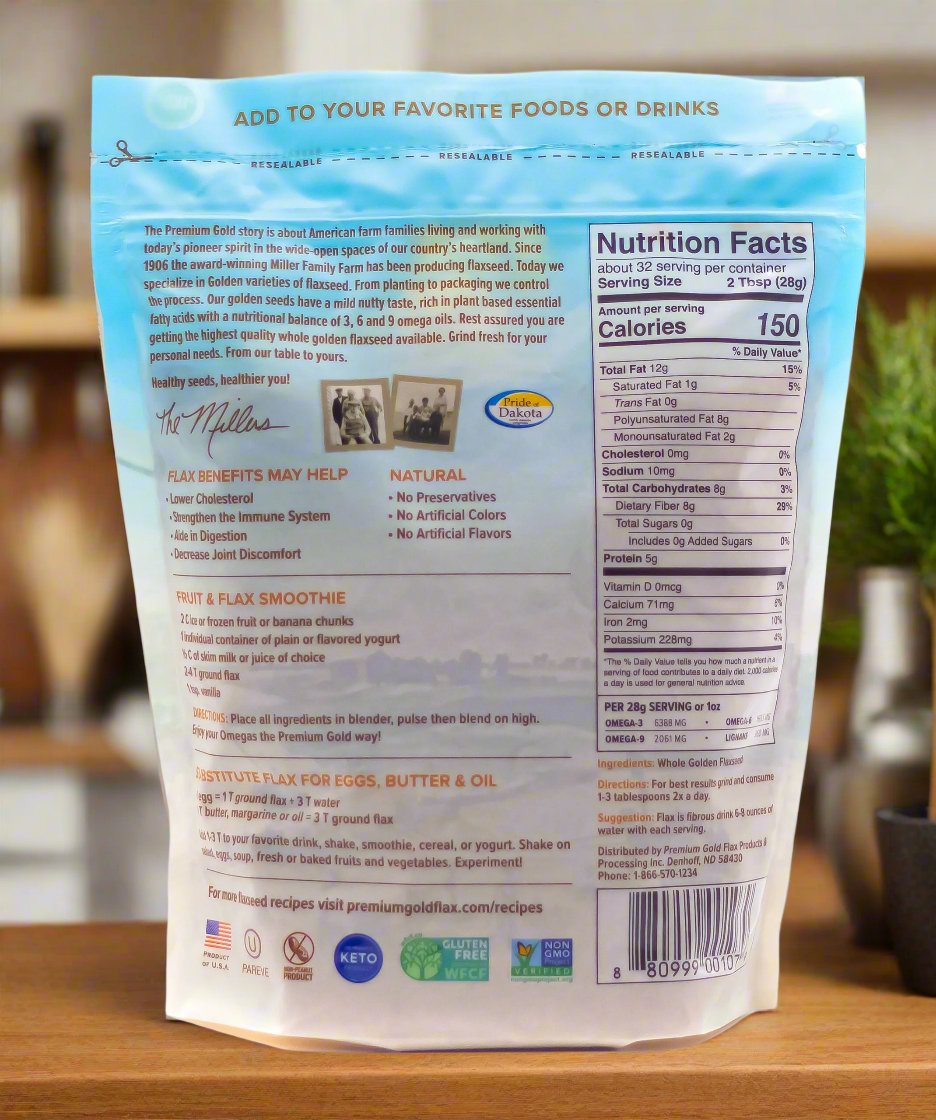 ADD TO YOUR FAVORITE FOODS OR DRINKS
RESEALABLE RESEALABLE RESEALABLE
The Premium Gold story is about American farm families living and working with
today's pioneer spirit in the wide-open spaces of our country's heartland. Since
1906 the award-winning Miller Family Farm has been producing flaxseed. Today we
specialize in Golden varieties of flaxseed. From planting to packaging we control
the process. Our golden seeds have a mild nutty taste, rich in plant based essential
fatty acids with a nutritional balance of 3, 6 and 9 omega oils. Rest assured you are
getting the highest quality whole golden flaxseed available. Grind fresh for your
personal needs. From our table to yours.
Healthy seeds, healthier you!
The Millers
Pride of
Dakota
FLAX BENEFITS MAY HELP
• Lower Cholesterol
• Strengthen the Immune System
• Aide in Digestion
• Decrease Joint Discomfort
NATURAL
• No Preservatives
• No Artificial Colors
• No Artificial Flavors
FRUIT & FLAX SMOOTHIE
2 C ice or frozen fruit or banana chunks
1 individual container of plain or flavored yogurt
C of skim milk or juice of choice
2-4 T ground flax
1 tsp. vanilla
DIRECTIONS: Place all ingredients in blender, pulse then blend on high.
Enjoy your Omegas the Premium Gold way!
SUBSTITUTE FLAX FOR EGGS, BUTTER & OIL
egg = 1 T ground flax + 3 T water
T butter, margarine or oil = 3 T ground flax
1-3 T to your favorite drink, shake, smoothie, cereal, or yogurt. Shake on
eggs, soup, fresh or baked fruits and vegetables. Experiment!
For more flaxseed recipes visit premiumgoldflax.com/recipes
PRODUCT
OF U.S.A.
U
PAREVE
NON-PEANUT
PRODUCT
KETO
GLUTEN
FREE
WFCF
NON
GMO
Project
VERIFIED
nongmoproject.org
Nutrition Facts
about 32 serving per container
Serving Size 2 Tbsp (28g)
Amount per serving
Calories 150
% Daily Value*
Total Fat 12g 15%
Saturated Fat 1g 5%
Trans Fat 0g
Polyunsaturated Fat 8g
Monounsaturated Fat 2g
Cholesterol 0mg 0%
Sodium 10mg 0%
Total Carbohydrates 8g 3%
Dietary Fiber 8g 29%
Total Sugars 0g
Includes 0g Added Sugars 0%
Protein 5g
Vitamin D 0mcg 0%
Calcium 71mg 6%
Iron 2mg 10%
Potassium 228mg 4%
*The % Daily Value tells you how much a nutrient in a
serving of food contributes to a daily diet. 2,000 calories
a day is used for general nutrition advice.
PER 28g SERVING or 1oz
OMEGA-3 6388 MG • OMEGA-6 MG
OMEGA-9 2061 MG • LIGNANS MG
Ingredients: Whole Golden Flaxseed
Directions: For best results grind and consume
1-3 tablespoons 2x a day.
Suggestion: Flax is fibrous drink 6-8 ounces of
water with each serving.
Distributed by Premium Gold Flax Products &
Processing Inc. Denhoff, ND 58430
Phone: 1-866-570-1234
8 80999 00107